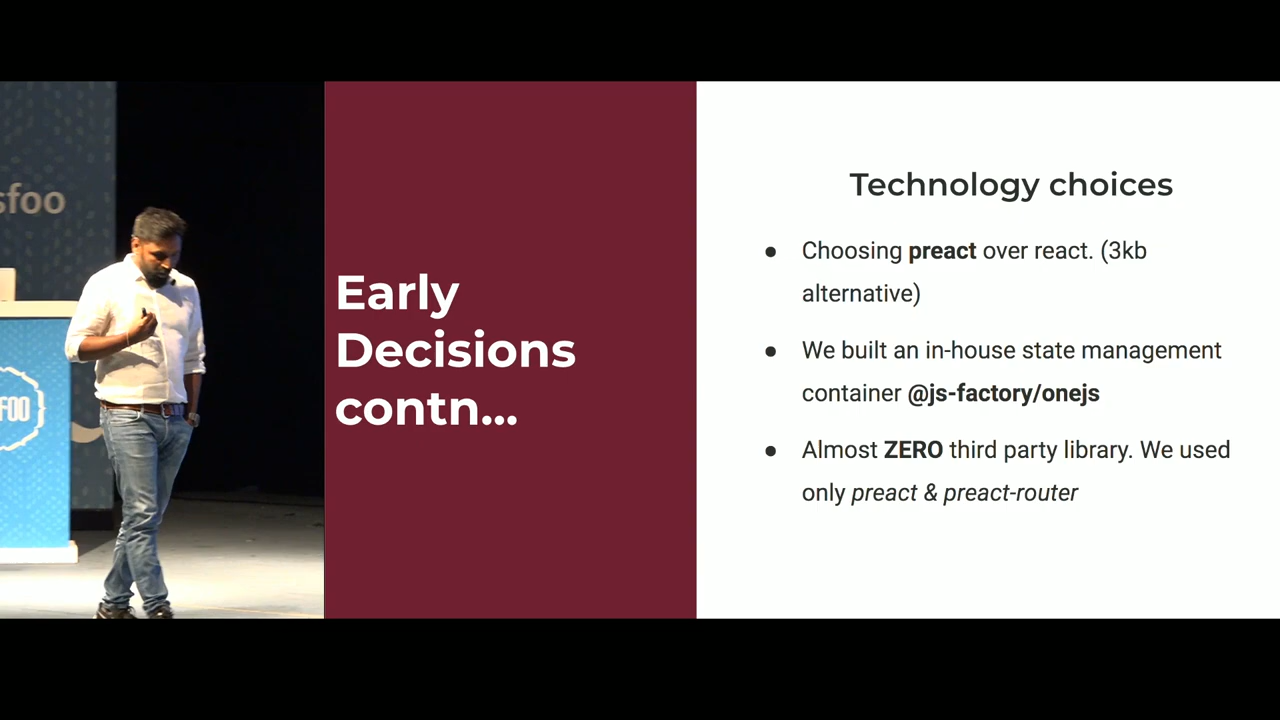 sfoo
FOO
Early
Decisions
contn...
Technology choices
● Choosing preact over react. (3kb
alternative)
● We built an in-house state management
container @js-factory/onejs
● Almost ZERO third party library. We used
only preact & preact-router